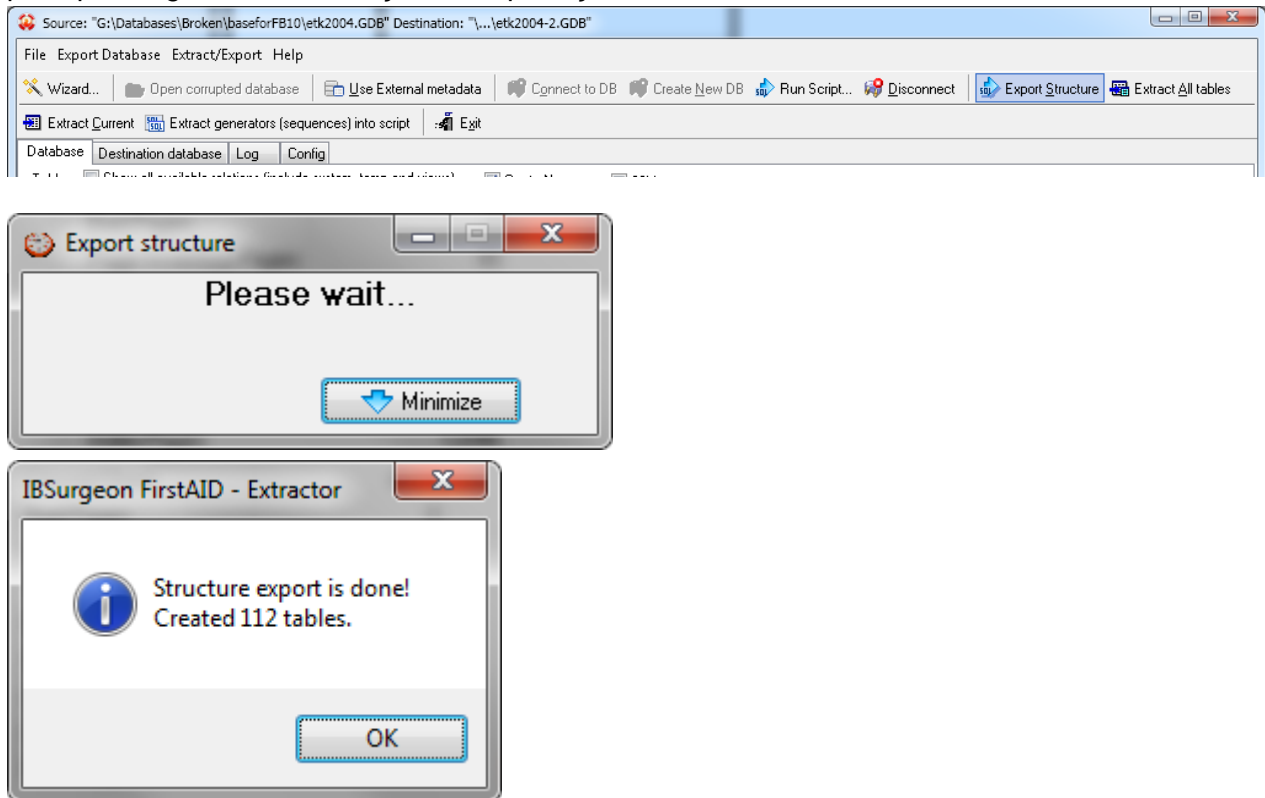 Source: "G:\Databases\Broken\baseforFB10\etk2004.GDB" Destination: "\...\etk2004-2.GDB"
File Export Database Extract/Export Help
Wizard... Open corrupted database Use External metadata Connect to DB Create New DB Run Script... Disconnect Export Structure Extract All tables
Extract Current Extract generators (sequences) into script Exit
Database Destination database Log Config
Export structure
Please wait...
Minimize
IBSurgeon FirstAID - Extractor
Structure export is done!
Created 112 tables.
OK